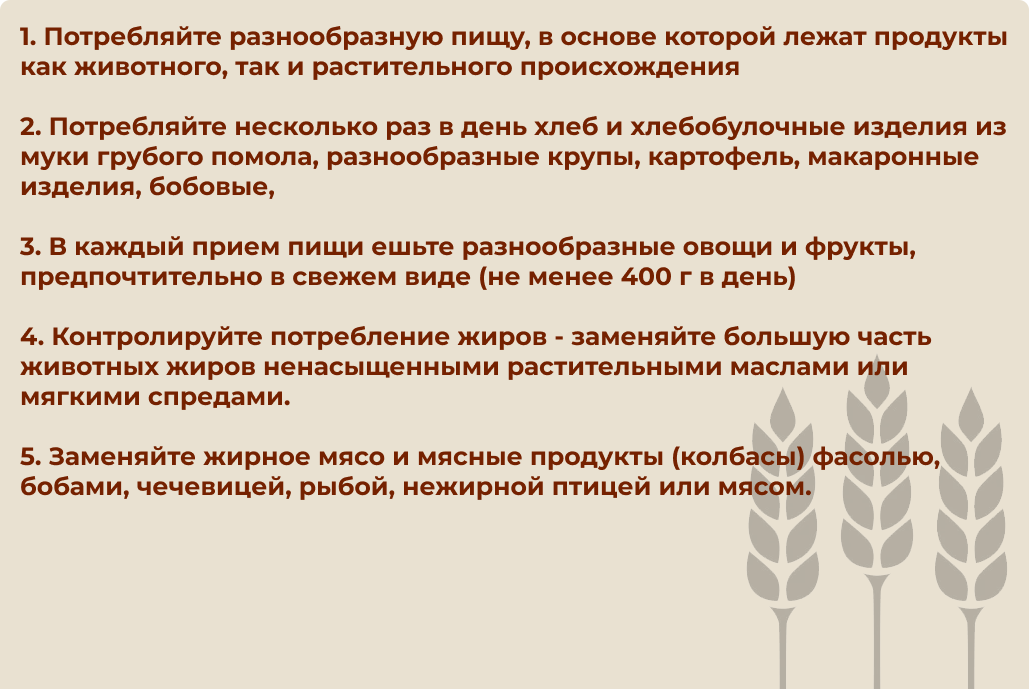 1. Потребляйте разнообразную пищу, в основе которой лежат продукты
как животного, так и растительного происхождения
2. Потребляйте несколько раз в день хлеб и хлебобулочные изделия из
муки грубого помола, разнообразные крупы, картофель, макаронные
изделия, бобовые,
3. В каждый прием пищи ешьте разнообразные овощи и фрукты,
предпочтительно в свежем виде (не менее 400 г в день)
4. Контролируйте потребление жиров - заменяйте большую часть
животных жиров ненасыщенными растительными маслами или
мягкими спредами.
5. Заменяйте жирное мясо и мясные продукты (колбасы) фасолью,
бобами, чечевицей, рыбой, нежирной птицей или мясом.